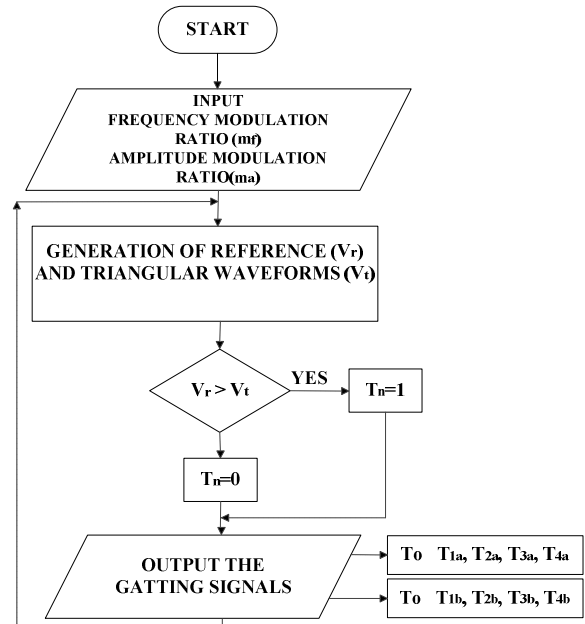 START
INPUT
FREQUENCY MODULATION
RATIO (mf)
AMPLITUDE MODULATION
RATIO(ma)
GENERATION OF REFERENCE (Vr)
AND TRIANGULAR WAVEFORMS (Vt)
Vr > Vt
YES
Tn=1
Tn=0
OUTPUT THE
GATTING SIGNALS
To T1a, T2a, T3a, T4a
To T1b, T2b, T3b, T4b